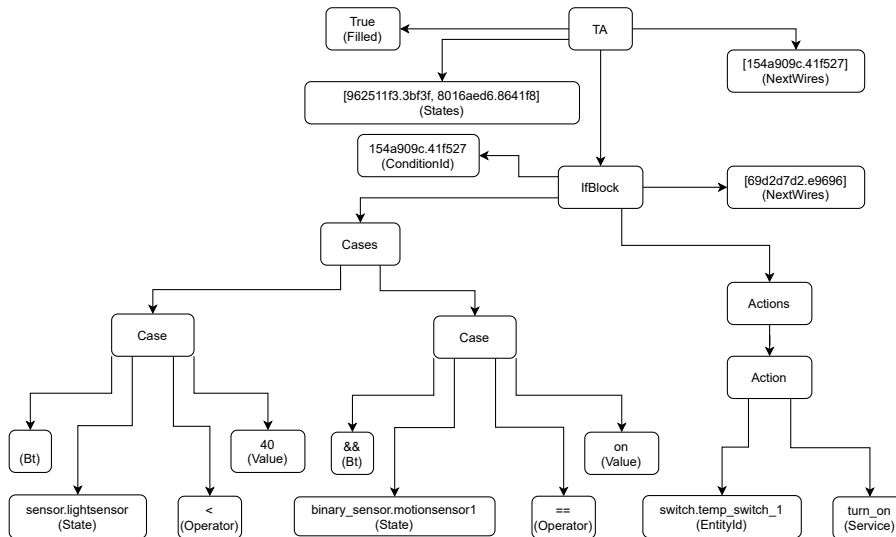 True
(Filled)
TA
[154a909c.41f527]
(NextWires)
[962511f3.3bf3f, 8016aed6.8641f8]
(States)
154a909c.41f527
(ConditionId)
IfBlock
[69d2d7d2.e9696]
(NextWires)
Cases
Actions
Case
Case
Action
(Bt)
40
(Value)
&&
(Bt)
on
(Value)
sensor.lightsensor
(State)
<
(Operator)
binary_sensor.motionsensor1
(State)
==
(Operator)
switch.temp_switch_1
(EntityId)
turn_on
(Service)